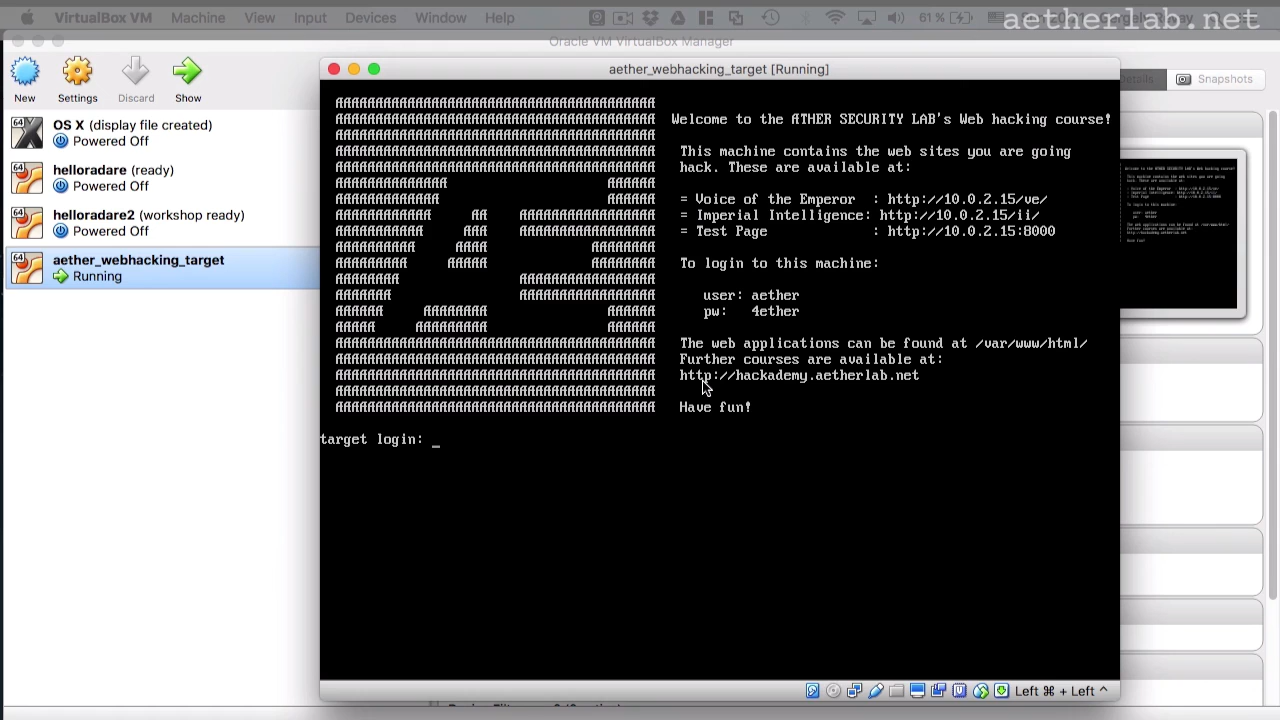 VirtualBox VM Machine View Input Devices Window Help 61 %
aetherlab.net
Oracle VM VirtualBox Manager
New Settings Discard Show
Details Snapshots
64 OS X (display file created)
Powered Off
64 helloradare (ready)
Powered Off
64 helloradare2 (workshop ready)
Powered Off
64 aether_webhacking_target
Running
aether_webhacking_target [Running]
Welcome to the ÆTHER SECURITY LAB's Web hacking course!
This machine contains the web sites you are going
hack. These are available at:
= Voice of the Emperor : http://10.0.2.15/ve/
= Imperial Intelligence: http://10.0.2.15/ii/
= Test Page : http://10.0.2.15:8000
To login to this machine:
user: aether
pw: 4ether
The web applications can be found at /var/www/html/
Further courses are available at:
http://hackademy.aetherlab.net
Have fun!
target login: _
Left ⌘ + Left ^